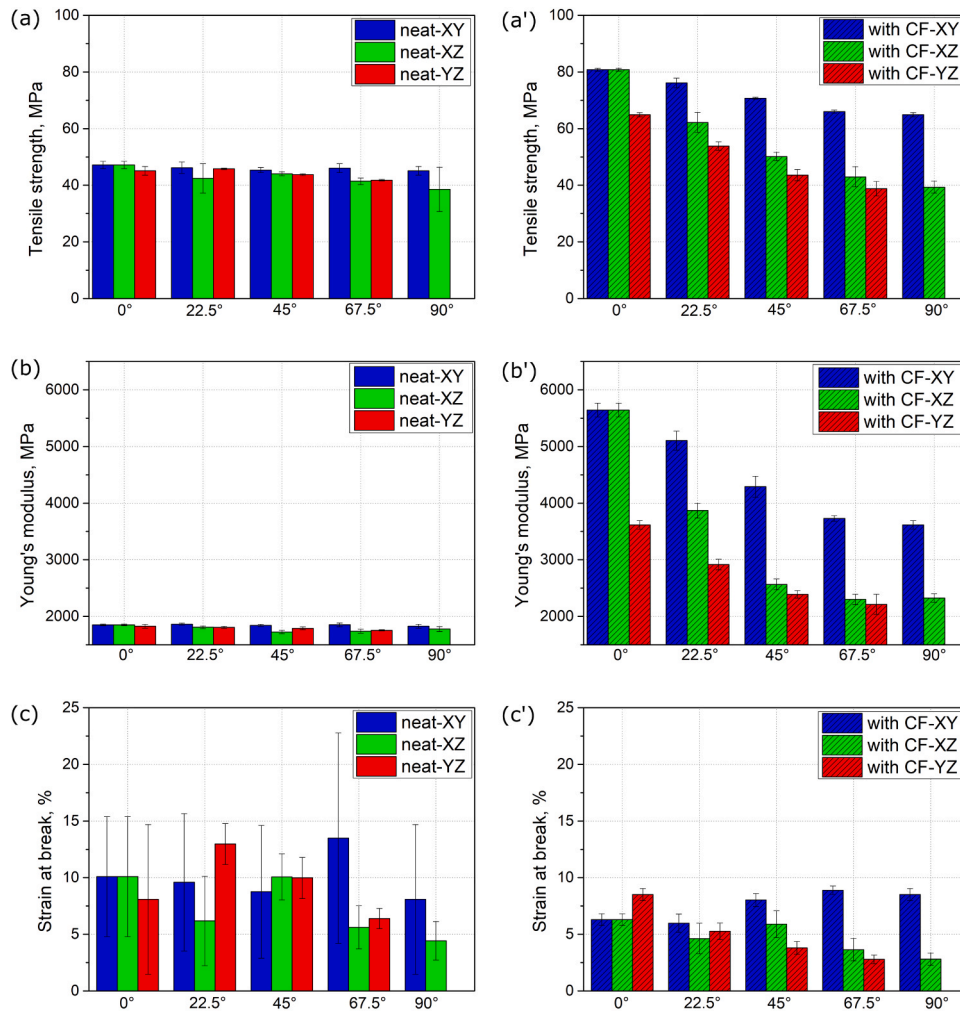 (a)
Tensile strength, MPa
100
80
60
40
20
0
neat-XY
neat-XZ
neat-YZ
0° 22.5° 45° 67.5° 90°
(a')
Tensile strength, MPa
100
80
60
40
20
0
with CF-XY
with CF-XZ
with CF-YZ
0° 22.5° 45° 67.5° 90°
(b)
Young's modulus, MPa
6000
5000
4000
3000
2000
neat-XY
neat-XZ
neat-YZ
0° 22.5° 45° 67.5° 90°
(b')
Young's modulus, MPa
6000
5000
4000
3000
2000
with CF-XY
with CF-XZ
with CF-YZ
0° 22.5° 45° 67.5° 90°
(c)
Strain at break, %
25
20
15
10
5
0
neat-XY
neat-XZ
neat-YZ
0° 22.5° 45° 67.5° 90°
(c')
Strain at break, %
25
20
15
10
5
0
with CF-XY
with CF-XZ
with CF-YZ
0° 22.5° 45° 67.5° 90°